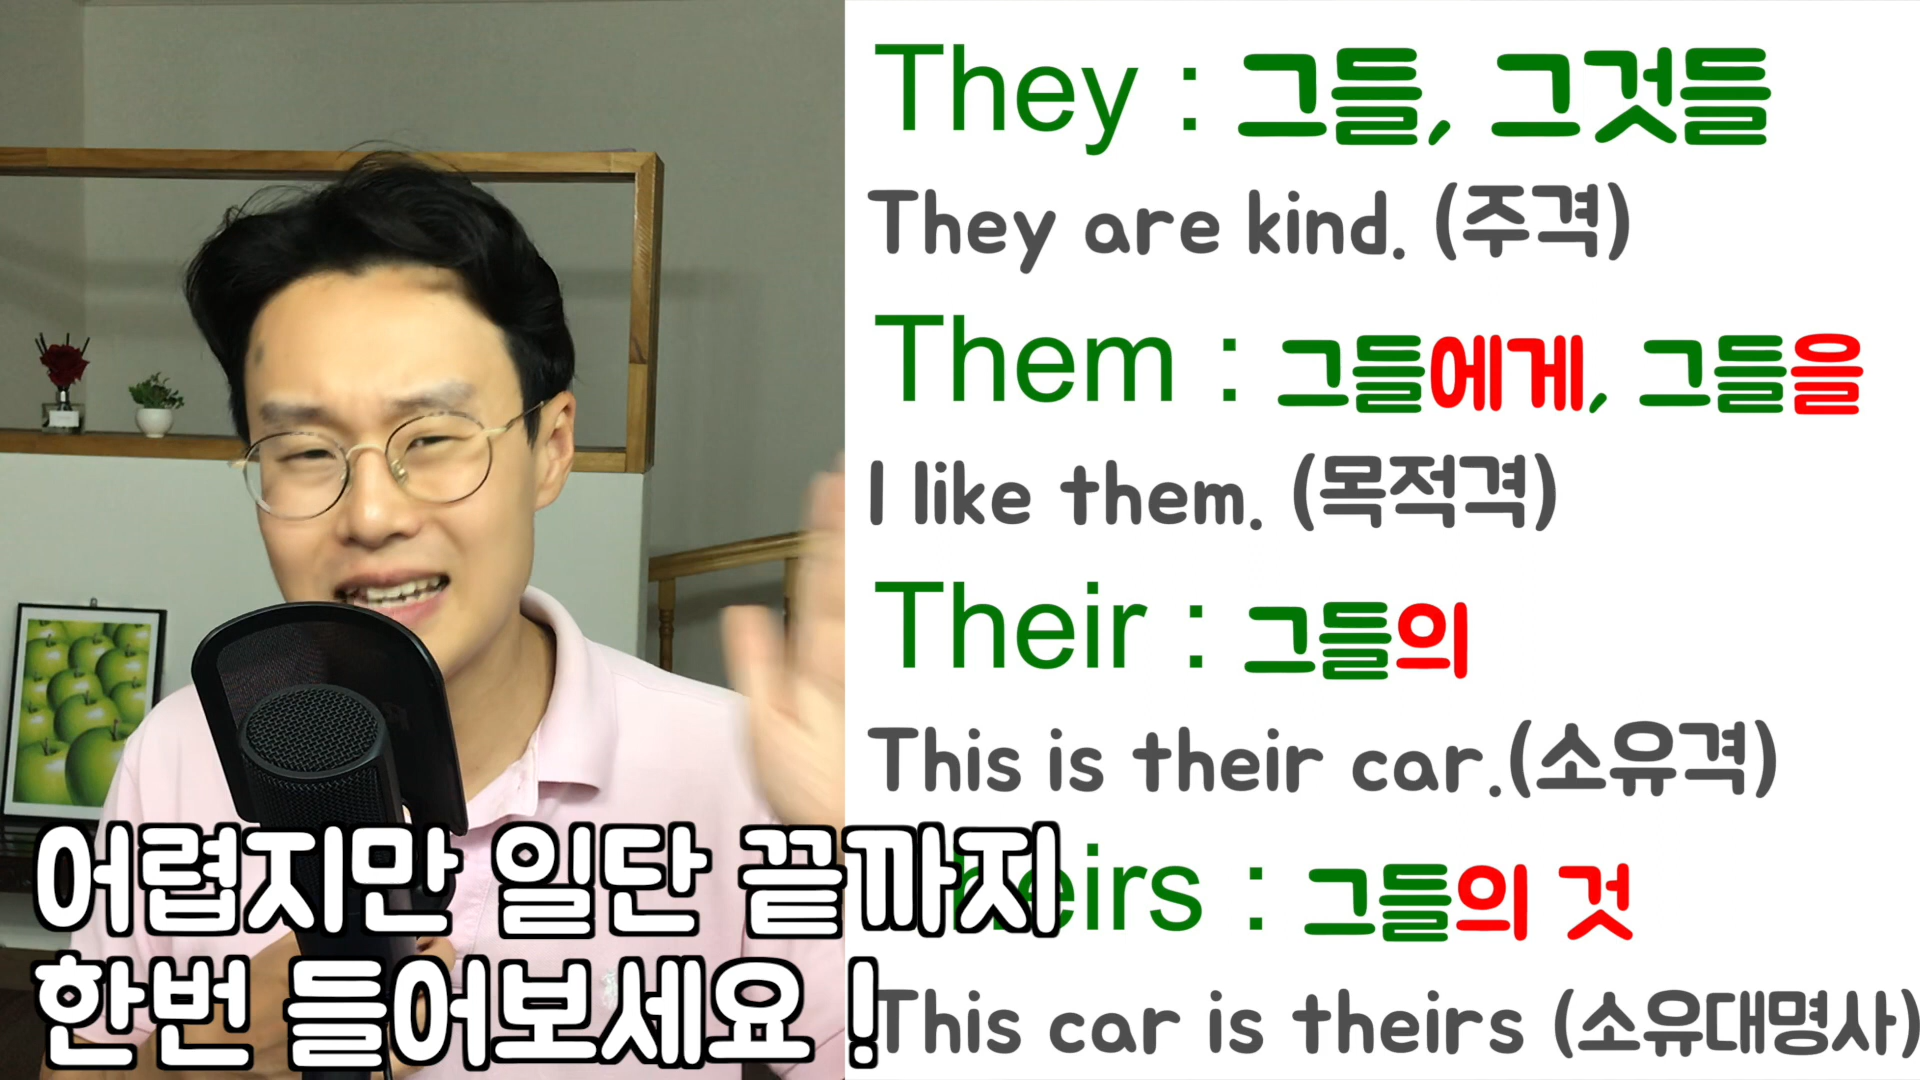 They : 그들, 그것들
They are kind. (주격)
Them : 그들에게, 그들을
I like them. (목적격)
Their : 그들의
This is their car.(소유격)
heirs : 그들의 것
This car is theirs (소유대명사)
어렵지만 일단 끝까지
한번 들어보세요 !